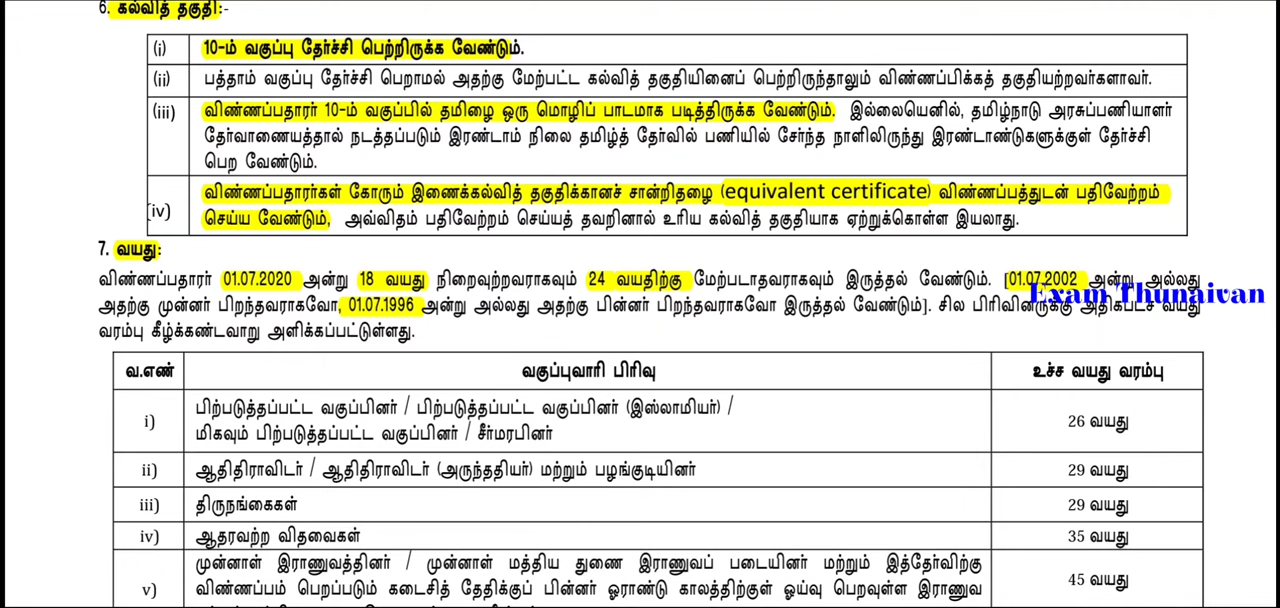 6. கல்வித் தகுதி:-
(i) 10-ம் வகுப்பு தேர்ச்சி பெற்றிருக்க வேண்டும்.
(ii) பத்தாம் வகுப்பு தேர்ச்சி பெறாமல் அதற்கு மேற்பட்ட கல்வித் தகுதியினைப் பெற்றிருந்தாலும் விண்ணப்பிக்கத் தகுதியற்றவர்களாவர்.
(iii) விண்ணப்பதாரர் 10-ம் வகுப்பில் தமிழை ஒரு மொழிப் பாடமாக படித்திருக்க வேண்டும். இல்லையெனில், தமிழ்நாடு அரசுப்பணியாளர்
தேர்வாணையத்தால் நடத்தப்படும் இரண்டாம் நிலை தமிழ்த் தேர்வில் பணியில் சேர்ந்த நாளிலிருந்து இரண்டாண்டுகளுக்குள் தேர்ச்சி
பெற வேண்டும்.
(iv) விண்ணப்பதாரர்கள் கோரும் இணைக்கல்வித் தகுதிக்கானச் சான்றிதழை (equivalent certificate) விண்ணப்பத்துடன் பதிவேற்றம்
செய்ய வேண்டும், அவ்விதம் பதிவேற்றம் செய்யத் தவறினால் உரிய கல்வித் தகுதியாக ஏற்றுக்கொள்ள இயலாது.
7. வயது:
விண்ணப்பதாரர் 01.07.2020 அன்று 18 வயது நிறைவுற்றவராகவும் 24 வயதிற்கு மேற்படாதவராகவும் இருத்தல் வேண்டும். [01.07.2002 அன்று அல்லது
Exam Thunaivan
அதற்கு முன்னர் பிறந்தவராகவோ, 01.07.1996 அன்று அல்லது அதற்கு பின்னர் பிறந்தவராகவோ இருத்தல் வேண்டும்]. சில பிரிவினருக்கு அதிகபட்ச வயது
வரம்பு கீழ்க்கண்டவாறு அளிக்கப்பட்டுள்ளது.
வ.எண் வகுப்புவாரி பிரிவு உச்ச வயது வரம்பு
i) பிற்படுத்தப்பட்ட வகுப்பினர் / பிற்படுத்தப்பட்ட வகுப்பினர் (இஸ்லாமியர்) /
மிகவும் பிற்படுத்தப்பட்ட வகுப்பினர் / சீர்மரபினர் 26 வயது
ii) ஆதிதிராவிடர் / ஆதிதிராவிடர் (அருந்ததியர்) மற்றும் பழங்குடியினர் 29 வயது
iii) திருநங்கைகள் 29 வயது
iv) ஆதரவற்ற விதவைகள் 35 வயது
v) முன்னாள் இராணுவத்தினர் / முன்னாள் மத்திய துணை இராணுவப் படையினர் மற்றும் இத்தேர்விற்கு
விண்ணப்பம் பெறப்படும் கடைசித் தேதிக்குப் பின்னர் ஓராண்டு காலத்திற்குள் ஓய்வு பெறவுள்ள இராணுவ 45 வயது